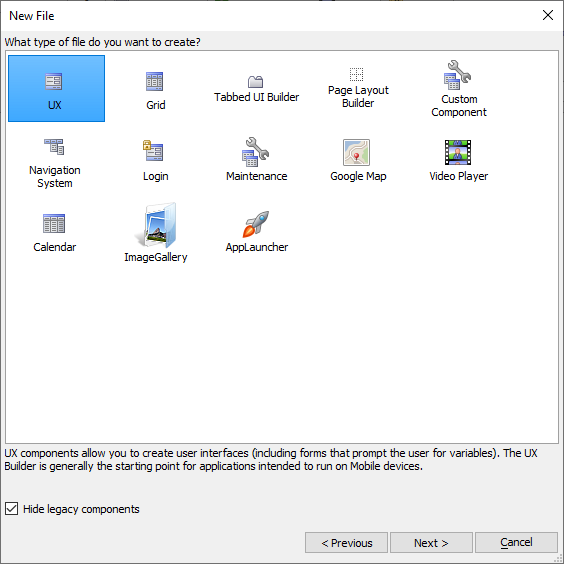 New File
What type of file do you want to create?
UX
Grid
Tabbed UI Builder
Page Layout
Builder
Custom
Component
Navigation
System
Login
Maintenance
Google Map
Video Player
Calendar
ImageGallery
AppLauncher
UX components allow you to create user interfaces (including forms that prompt the user for variables). The UX
Builder is generally the starting point for applications intended to run on Mobile devices.
Hide legacy components
< Previous
Next >
Cancel